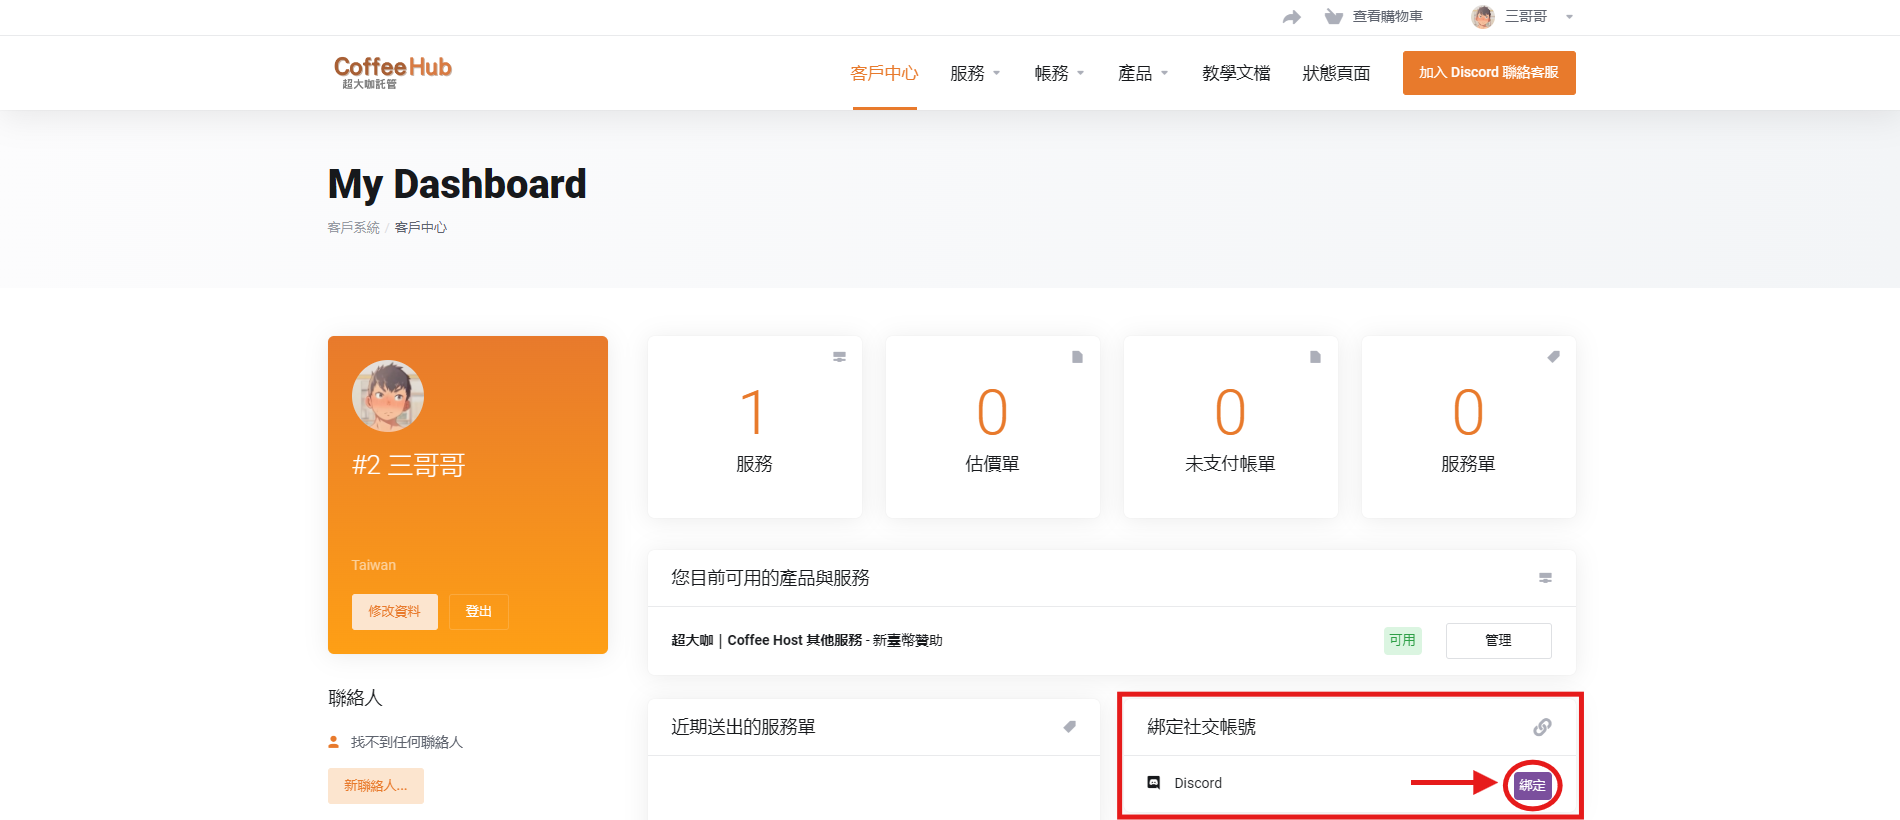 查看購物車
三哥哥
CoffeeHub
超大咖託管
客戶中心 服務 帳務 產品 教學文檔 狀態頁面 加入 Discord 聯絡客服
My Dashboard
客戶系統 / 客戶中心
#2 三哥哥
Taiwan
修改資料 登出
1
服務
0
估價單
0
未支付帳單
0
服務單
您目前可用的產品與服務
超大咖 | Coffee Host 其他服務 - 新臺幣贊助 可用 管理
聯絡人
找不到任何聯絡人
新聯絡人...
近期送出的服務單
綁定社交帳號
Discord 綁定